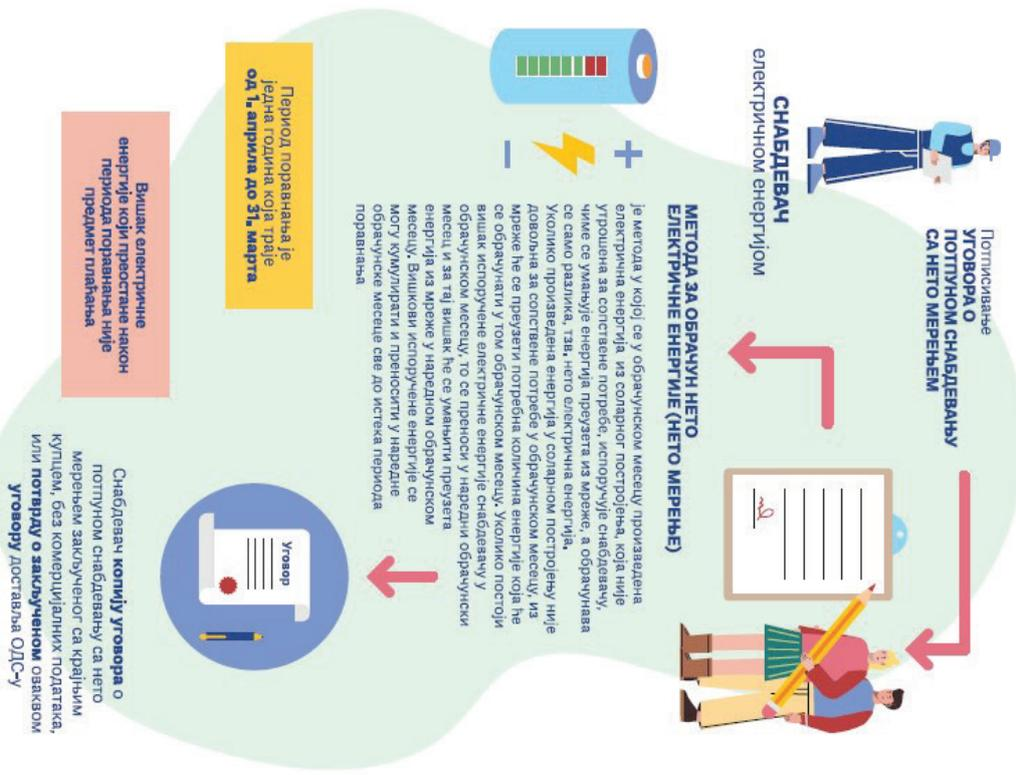 СНАБДЕВАЧ
електричном енергијом
Потписивање
УГОВОРА О
ПОТПУНОМ СНАБДЕВАЊУ
СА НЕТО МЕРЕЊЕМ
МЕТОДА ЗА ОБРАЧУН НЕТО
ЕЛЕКТРИЧНЕ ЕНЕРГИЈЕ (НЕТО МЕРЕЊЕ)
је метода у којој се у обрачунском месецу произведена
електрична енергија из соларног постројења, која није
утрошена за сопствене потребе, испоручује снабдевачу,
чиме се умањује енергија преузета из мреже, а обрачунава
се само разлика, тзв. нето електрична енергија.
Уколико произведена енергија у соларном постројењу није
довољна за сопствене потребе у обрачунском месецу, из
мреже ће се преузети потребна количина енергије која ће
се обрачунати у том обрачунском месецу. Уколико постоји
вишак испоручене електричне енергије снабдевачу у
обрачунском месецу, то се преноси у наредни обрачунски
месец и за тај вишак ће се умањити преузета
енергија из мреже у наредном обрачунском
месецу. Вишкови испоручене енергије се
могу кумулирати и преносити у наредне
обрачунске месеце све до истека периода
поравнања
+
-
Период поравнања је
једна година која траје
од 1. априла до 31. марта
Вишак електричне
енергије који преостане након
периода поравнања није
предмет плаћања
Уговор
Снабдевач копију уговора о
потпуном снабдевању са нето
мерењем закљученог са крајњим
купцем, без комерцијалних података,
или потврду о закљученом оваквом
уговору доставља ОДС-у